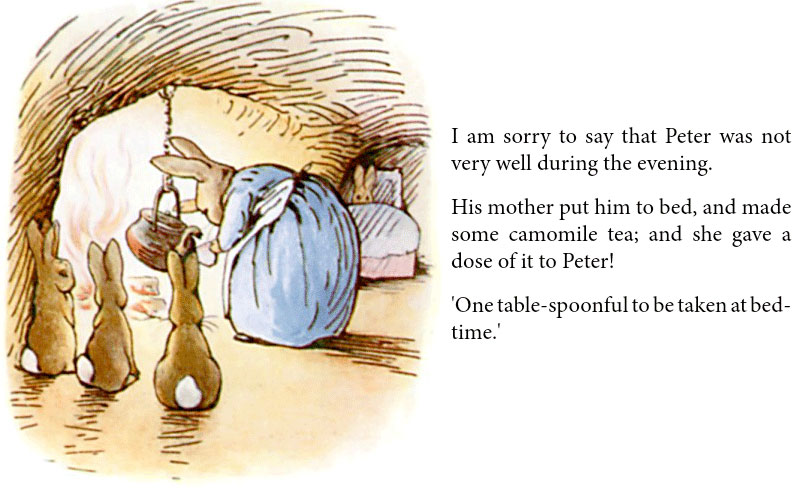 I am sorry to say that Peter was not
very well during the evening.
His mother put him to bed, and made
some camomile tea; and she gave a
dose of it to Peter!
'One table-spoonful to be taken at bed-
time.'